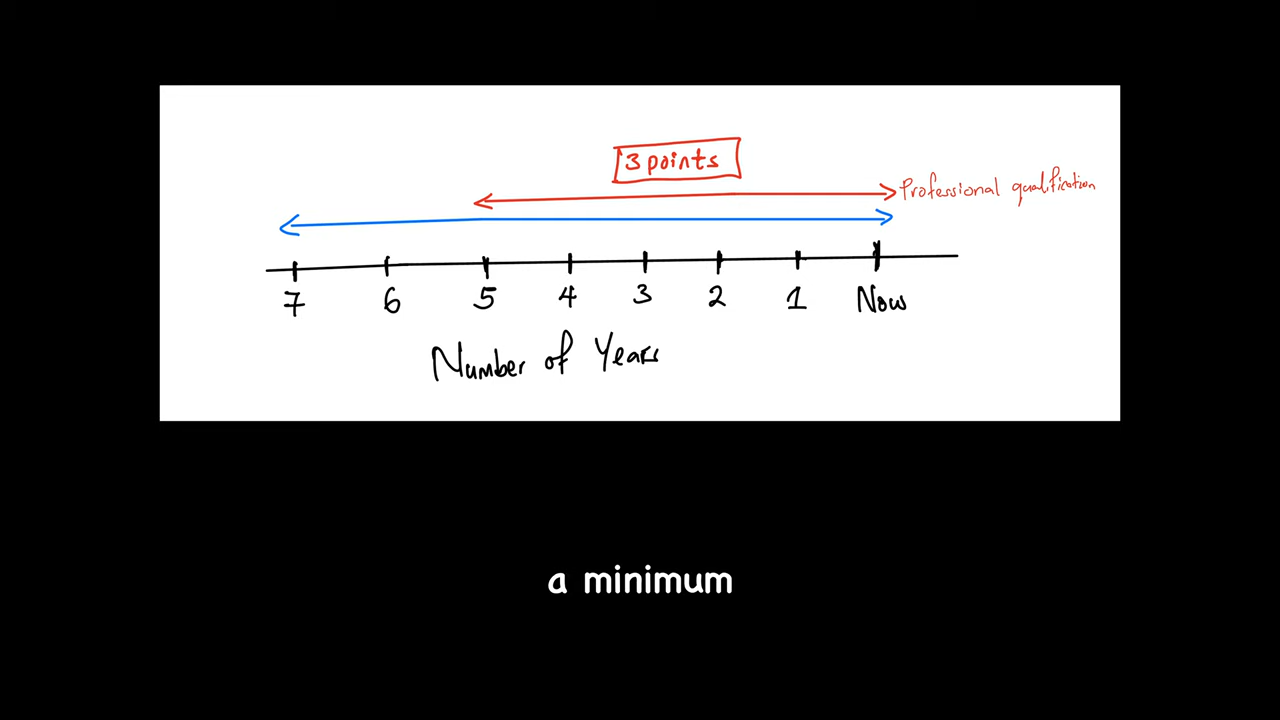 3 points
Professional qualification
7 6 5 4 3 2 1 Now
Number of Years
a minimum